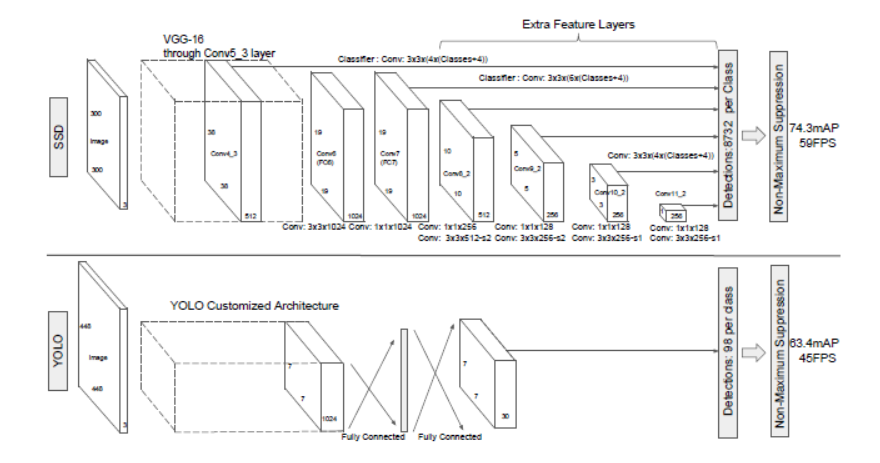 Extra Feature Layers
VGG-16
through Conv5_3 layer
Classifier : Conv: 3x3x(4x(Classes+4))
Classifier : Conv: 3x3x(6x(Classes+4))
SSD
300
Image
300
3
38
Conv4_3
38
512
19
Conv6
(FC6)
19
1024
19
Conv7
(FC7)
19
1024
10
Conv8_2
10
512
5
Conv9_2
5
256
Conv: 3x3x(4x(Classes+4))
3
Conv10_2
3
256
Conv11_2
1
256
Detections:8732 per Class
Non-Maximum Suppression
74.3mAP
59FPS
Conv: 3x3x1024
Conv: 1x1x1024
Conv: 1x1x256
Conv: 3x3x512-s2
Conv: 1x1x128
Conv: 3x3x256-s2
Conv: 1x1x128
Conv: 3x3x256-s1
Conv: 1x1x128
Conv: 3x3x256-s1
YOLO
448
Image
448
3
YOLO Customized Architecture
7
7
1024
Fully Connected
Fully Connected
7
7
30
Detections: 98 per class
Non-Maximum Suppression
63.4mAP
45FPS